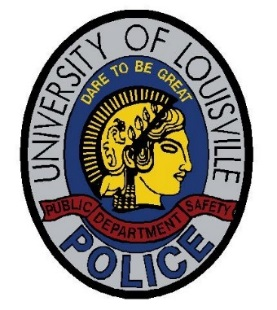 UNIVERSITY OF LOUISVILLE
DARE TO BE GREAT
PUBLIC DEPARTMENT SAFETY
POLICE